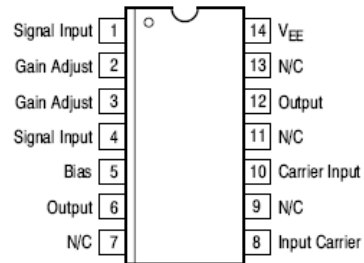 Signal Input 1 14 VEE
Gain Adjust 2 13 N/C
Gain Adjust 3 12 Output
Signal Input 4 11 N/C
Bias 5 10 Carrier Input
Output 6 9 N/C
N/C 7 8 Input Carrier